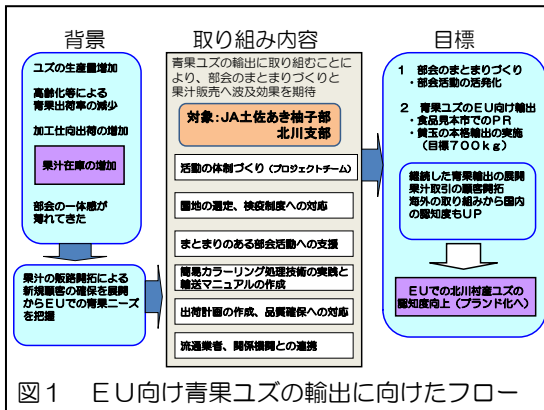 背景
ユズの生産量増加
高齢化等による
青果出荷率の減少
加工仕向出荷の増加
果汁在庫の増加
部会の一体感が
薄れてきた
果汁の販路開拓による
新規顧客の確保を展開
からEUでの青果ニーズ
を把握
取り組み内容
青果ユズの輸出に取り組むことに
より、部会のまとまりづくりと
果汁販売へ波及効果を期待
対象:JA土佐あき柚子部
北川支部
活動の体制づくり(プロジェクトチーム)
園地の選定、検疫制度への対応
まとまりのある部会活動への支援
簡易カラーリング処理技術の実践と
輸送マニュアルの作成
出荷計画の作成、品質確保への対応
流通業者、関係機関との連携
目標
1 部会のまとまりづくり
・部会活動の活発化
2 青果ユズのEU向け輸出
・食品見本市でのPR
・黄玉の本格輸出の実施
(目標700kg)
継続した青果輸出の展開
果汁取引の顧客開拓
海外の取り組みから国内
の認知度もUP
EUでの北川村産ユズの
認知度向上(ブランド化へ)
図1 EU向け青果ユズの輸出に向けたフロー